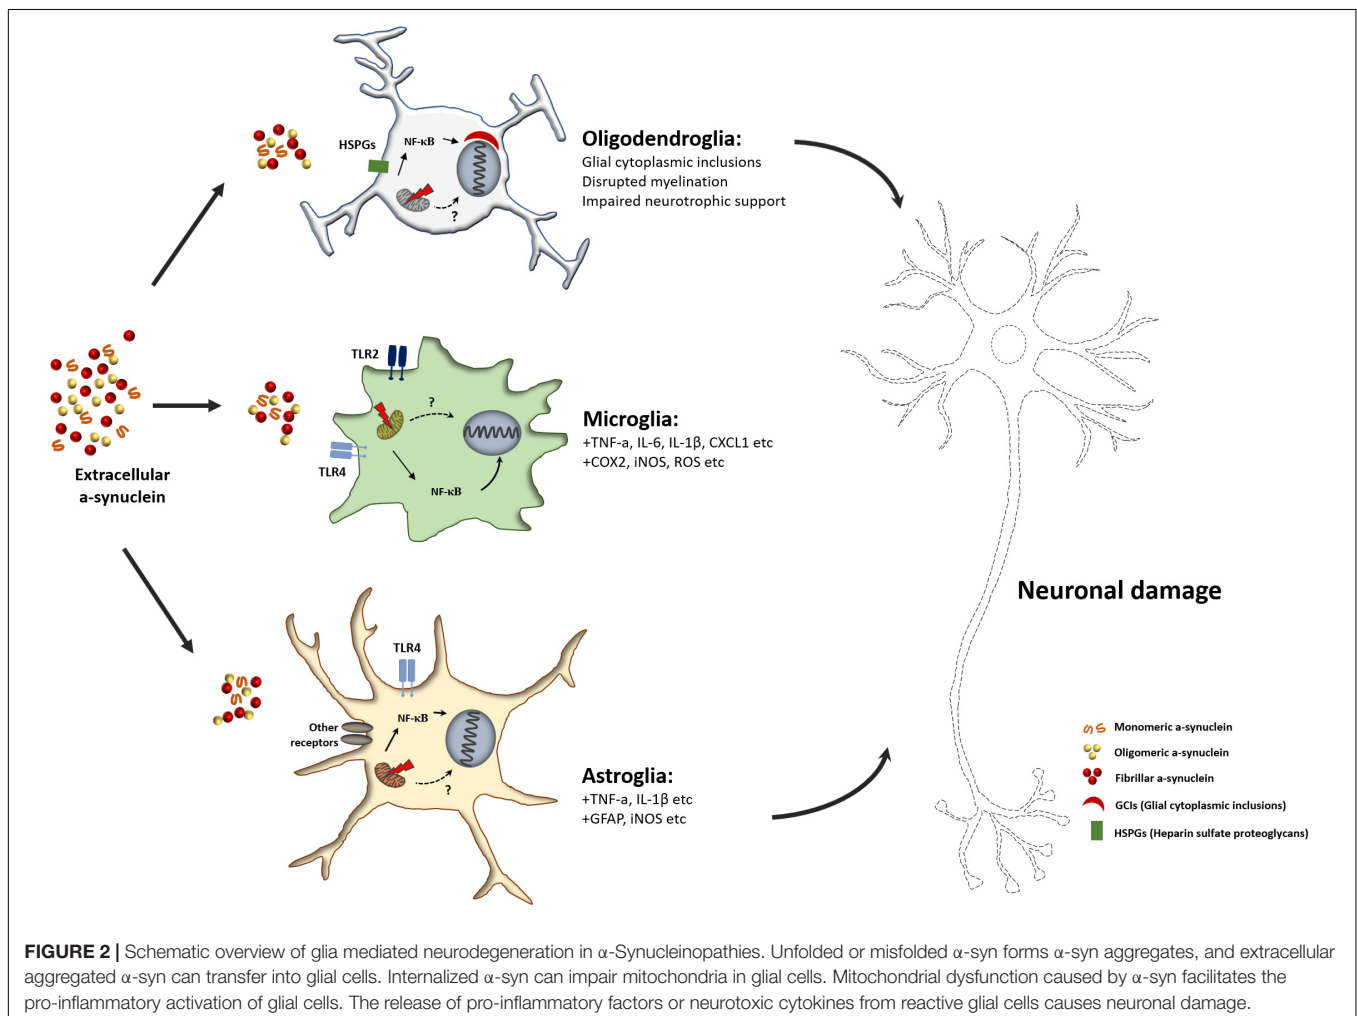 HSPGs
NF-κB
?
Oligodendroglia:
Glial cytoplasmic inclusions
Disrupted myelination
Impaired neurotrophic support
Extracellular
a-synuclein
TLR2
?
TLR4
NF-κB
Microglia:
+TNF-a, IL-6, IL-1β, CXCL1 etc
+COX2, iNOS, ROS etc
TLR4
NF-κB
Other
receptors
?
Astroglia:
+TNF-a, IL-1β etc
+GFAP, iNOS etc
Neuronal damage
Monomeric a-synuclein
Oligomeric a-synuclein
Fibrillar a-synuclein
GCIs (Glial cytoplasmic inclusions)
HSPGs (Heparin sulfate proteoglycans)
FIGURE 2 | Schematic overview of glia mediated neurodegeneration in α-Synucleinopathies. Unfolded or misfolded α-syn forms α-syn aggregates, and extracellular
aggregated α-syn can transfer into glial cells. Internalized α-syn can impair mitochondria in glial cells. Mitochondrial dysfunction caused by α-syn facilitates the
pro-inflammatory activation of glial cells. The release of pro-inflammatory factors or neurotoxic cytokines from reactive glial cells causes neuronal damage.